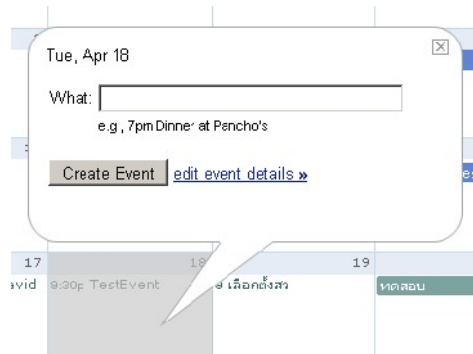 Tue, Apr 18
What:
e.g., 7pm Dinner at Pancho's
Create Event
edit event details »
17
18
19
avid
9:30p TestEvent
เลือกตั้งสว
ทดสอบ